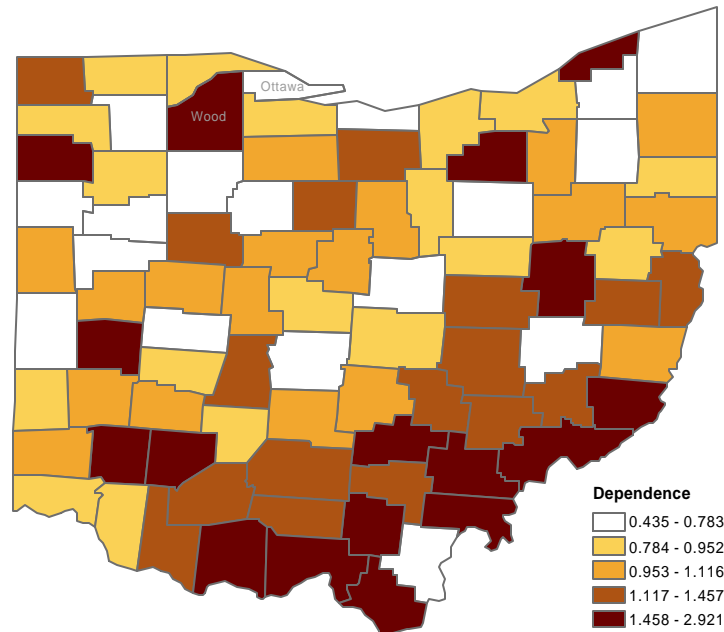 Ottawa
Wood
Dependence
0.435 - 0.783
0.784 - 0.952
0.953 - 1.116
1.117 - 1.457
1.458 - 2.921